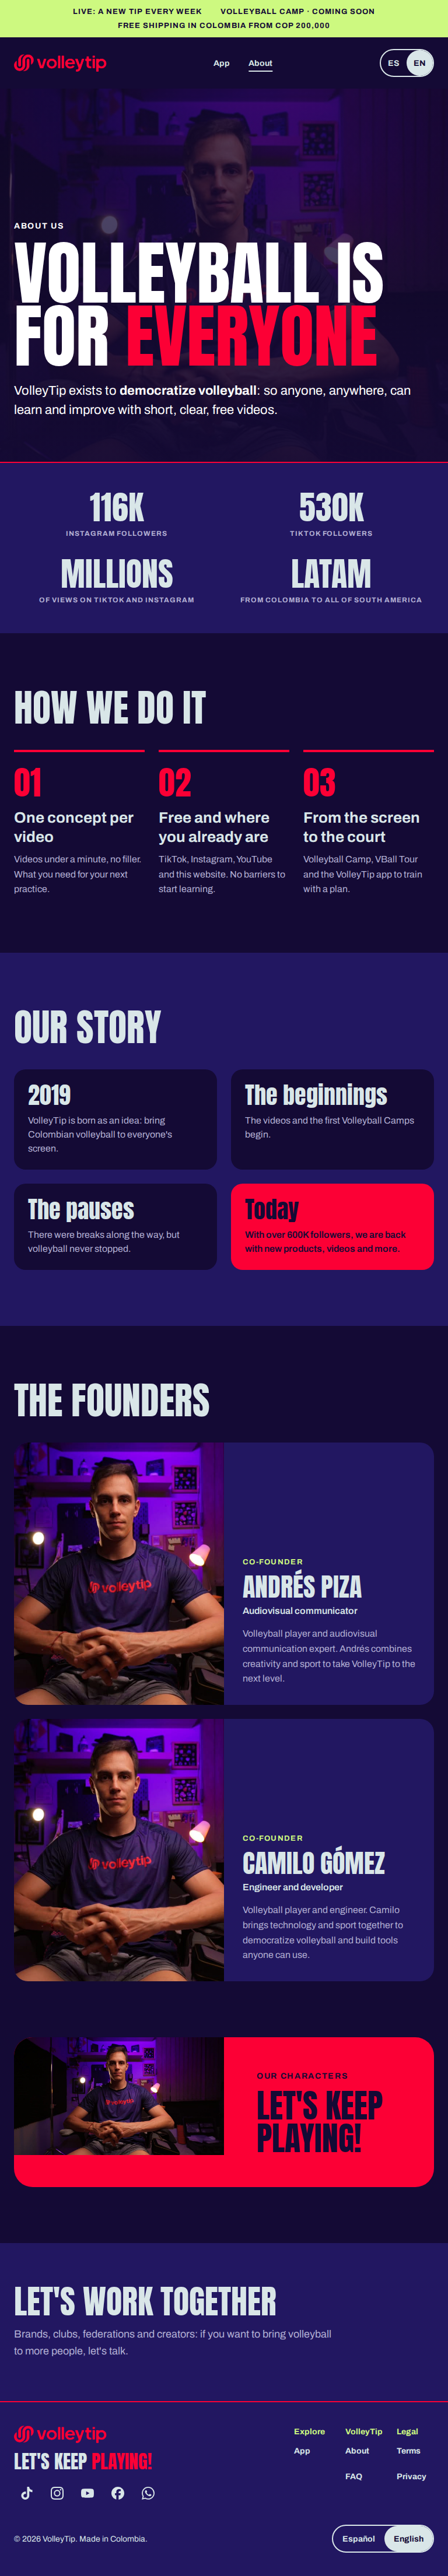 LIVE: A NEW TIP EVERY WEEK VOLLEYBALL CAMP · COMING SOON
FREE SHIPPING IN COLOMBIA FROM COP 200,000
volleytip App About ES EN
ABOUT US
VOLLEYBALL IS
FOR EVERYONE
VolleyTip exists to democratize volleyball: so anyone, anywhere, can
learn and improve with short, clear, free videos.
116K
INSTAGRAM FOLLOWERS
530K
TIKTOK FOLLOWERS
MILLIONS
OF VIEWS ON TIKTOK AND INSTAGRAM
LATAM
FROM COLOMBIA TO ALL OF SOUTH AMERICA
HOW WE DO IT
01
One concept per
video
Videos under a minute, no filler.
What you need for your next
practice.
02
Free and where
you already are
TikTok, Instagram, YouTube
and this website. No barriers to
start learning.
03
From the screen
to the court
Volleyball Camp, VBall Tour
and the VolleyTip app to train
with a plan.
OUR STORY
2019
VolleyTip is born as an idea: bring
Colombian volleyball to everyone's
screen.
The beginnings
The videos and the first Volleyball Camps
begin.
The pauses
There were breaks along the way, but
volleyball never stopped.
Today
With over 600K followers, we are back
with new products, videos and more.
THE FOUNDERS
volleytip
CO-FOUNDER
ANDRÉS PIZA
Audiovisual communicator
Volleyball player and audiovisual
communication expert. Andrés combines
creativity and sport to take VolleyTip to the
next level.
volleytip
CO-FOUNDER
CAMILO GÓMEZ
Engineer and developer
Volleyball player and engineer. Camilo
brings technology and sport together to
democratize volleyball and build tools
anyone can use.
volleytip
OUR CHARACTERS
LET'S KEEP
PLAYING!
LET'S WORK TOGETHER
Brands, clubs, federations and creators: if you want to bring volleyball
to more people, let's talk.
volleytip
LET'S KEEP PLAYING!
Explore
App
VolleyTip
About
FAQ
Legal
Terms
Privacy
© 2026 VolleyTip. Made in Colombia.
Español English